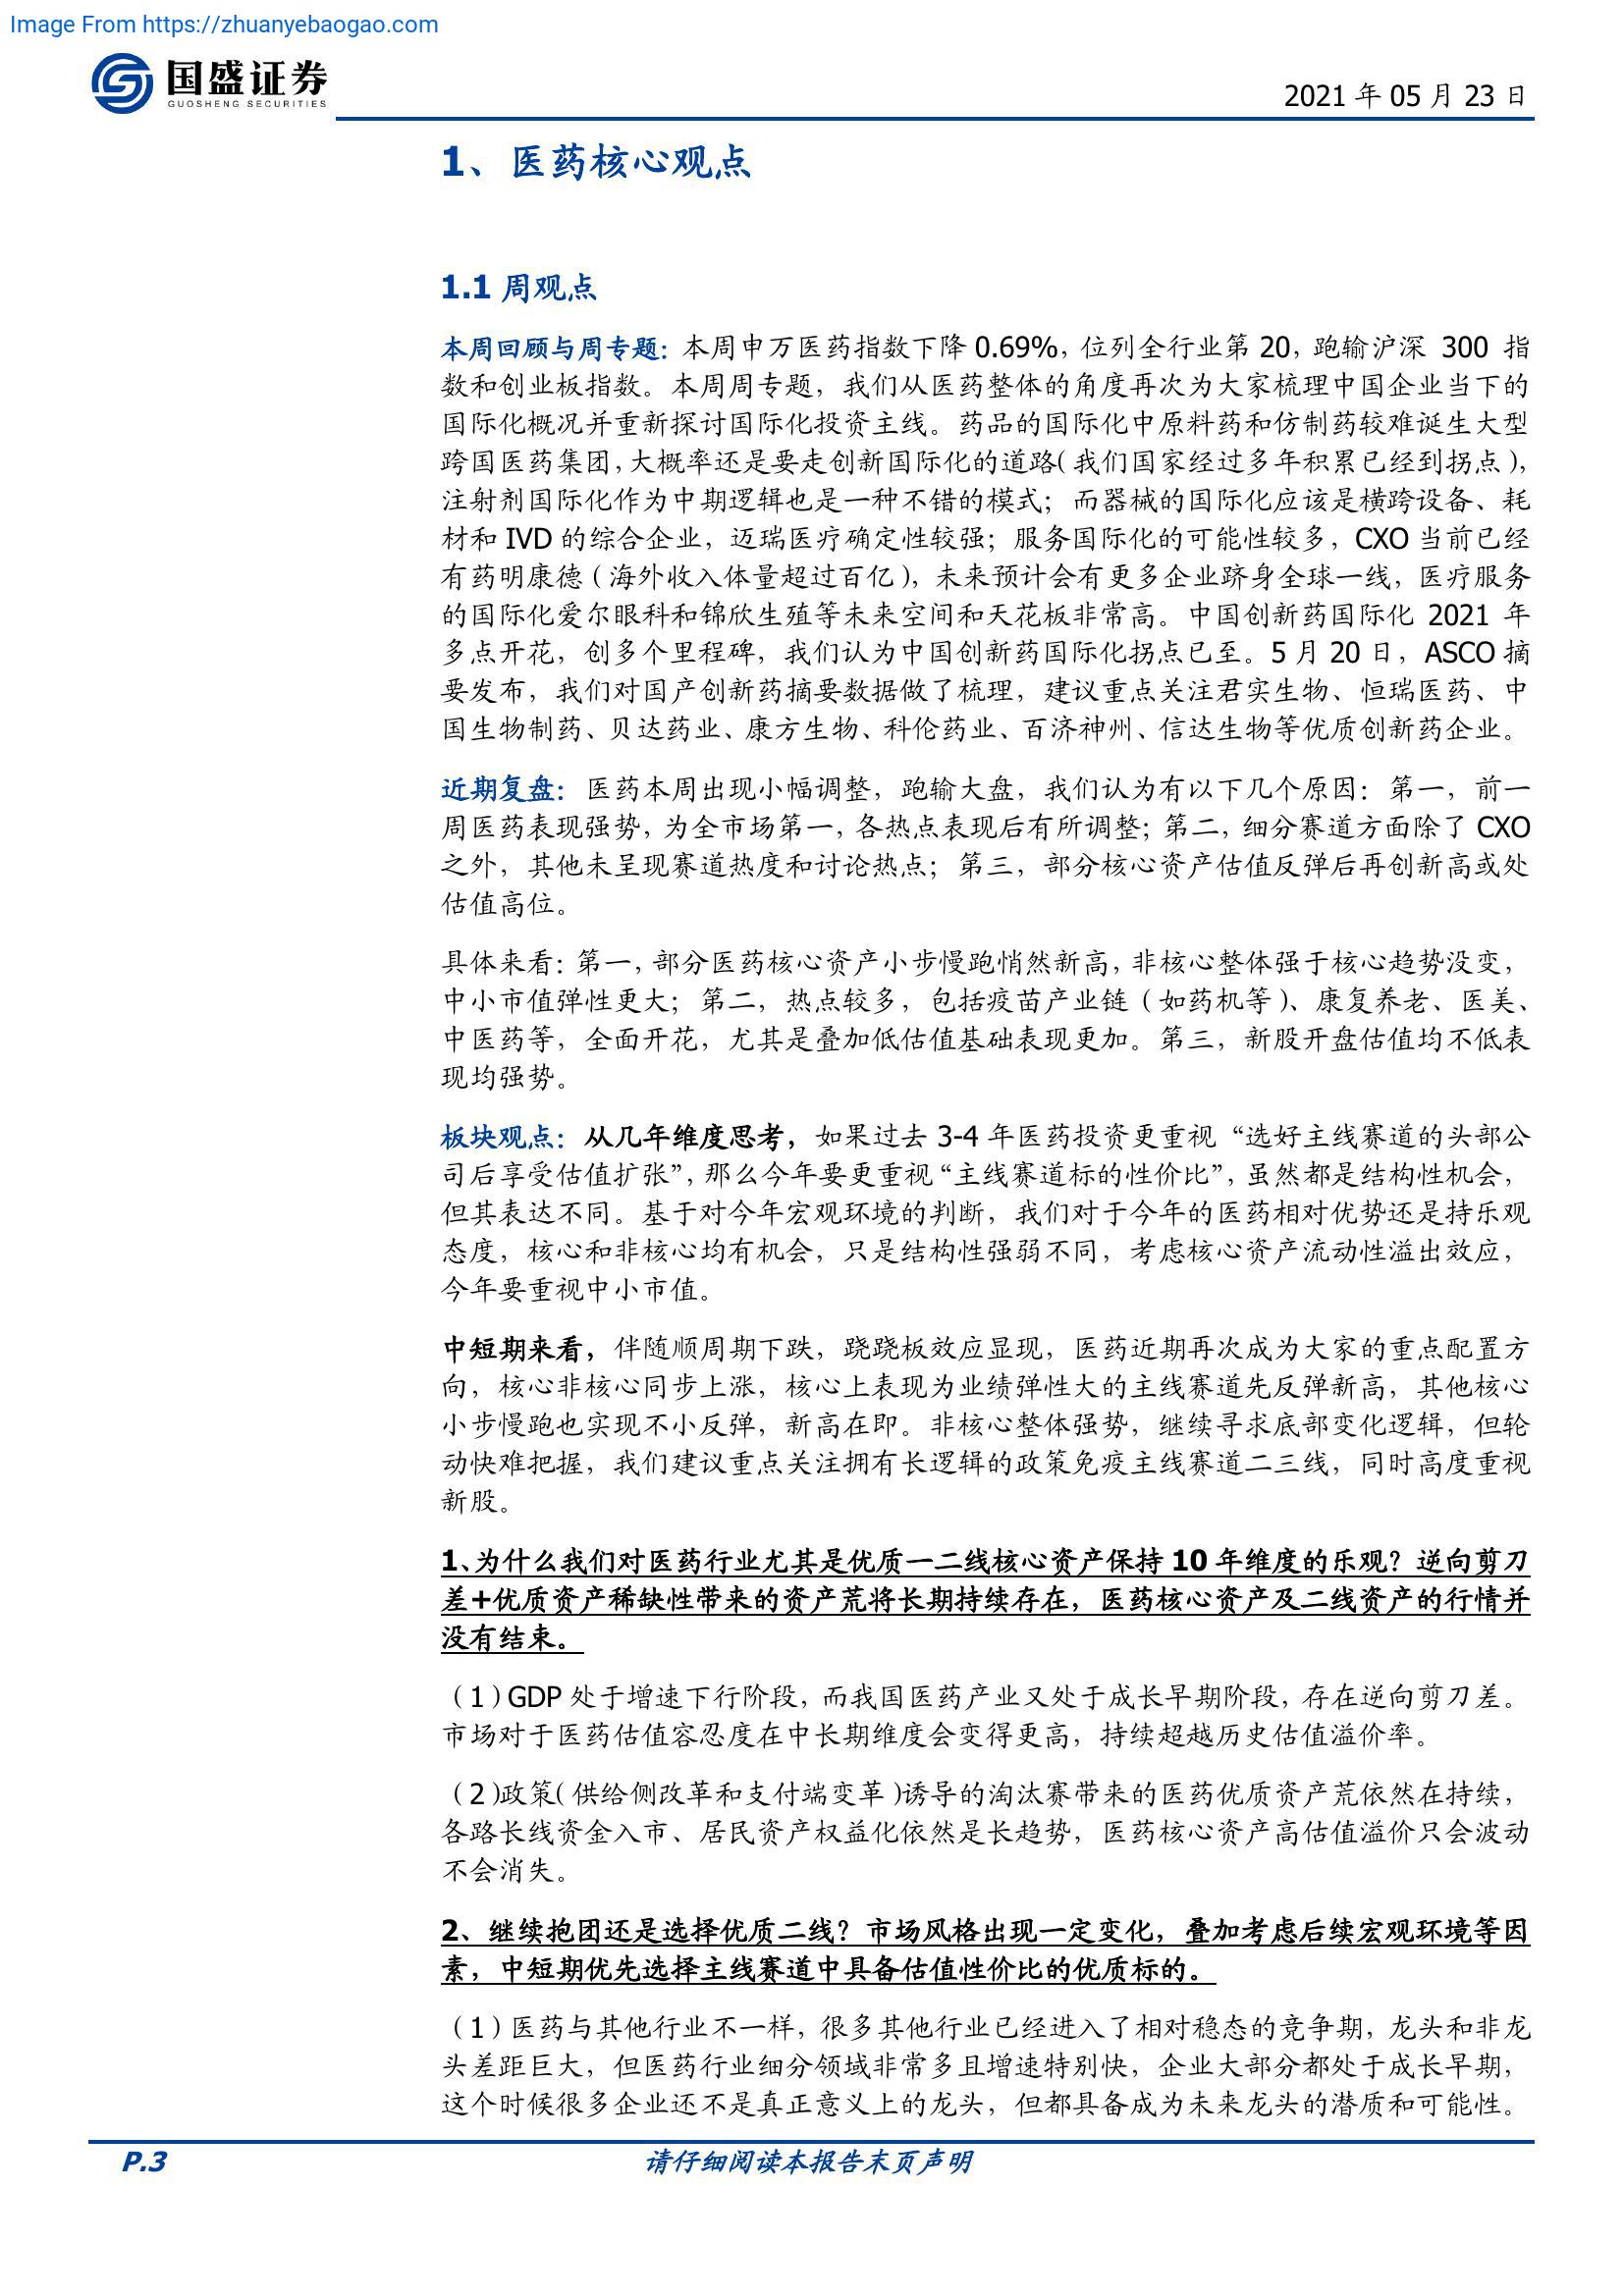 Image From https://zhuanyebaogao.com
国盛证券
GUOSHENG SECURITIES
2021 年 05 月 23 日
1、医药核心观点
1.1 周观点
本周回顾与周专题：本周申万医药指数下降 0.69%，位列全行业第 20，跑输沪深 300 指
数和创业板指数。本周周专题，我们从医药整体的角度再次为大家梳理中国企业当下的
国际化概况并重新探讨国际化投资主线。药品的国际化中原料药和仿制药较难诞生大型
跨国医药集团，大概率还是要走创新国际化的道路（我们国家经过多年积累已经到拐点），
注射剂国际化作为中期逻辑也是一种不错的模式；而器械的国际化应该是横跨设备、耗
材和 IVD 的综合企业，迈瑞医疗确定性较强；服务国际化的可能性较多，CXO 当前已经
有药明康德（海外收入体量超过百亿），未来预计会有更多企业跻身全球一线，医疗服务
的国际化爱尔眼科和锦欣生殖等未来空间和天花板非常高。中国创新药国际化 2021 年
多点开花，创多个里程碑，我们认为中国创新药国际化拐点已至。5 月 20 日，ASCO 摘
要发布，我们对国产创新药摘要数据做了梳理，建议重点关注君实生物、恒瑞医药、中
国生物制药、贝达药业、康方生物、科伦药业、百济神州、信达生物等优质创新药企业。
近期复盘：医药本周出现小幅调整，跑输大盘，我们认为有以下几个原因：第一，前一
周医药表现强势，为全市场第一，各热点表现后有所调整；第二，细分赛道方面除了 CXO
之外，其他未呈现赛道热度和讨论热点；第三，部分核心资产估值反弹后再创新高或处
估值高位。
具体来看：第一，部分医药核心资产小步慢跑悄然新高，非核心整体强于核心趋势没变，
中小市值弹性更大；第二，热点较多，包括疫苗产业链（如药机等）、康复养老、医美、
中医药等，全面开花，尤其是叠加低估值基础表现更加。第三，新股开盘估值均不低表
现均强势。
板块观点：从几年维度思考，如果过去 3-4 年医药投资更重视“选好主线赛道的头部公
司后享受估值扩张”，那么今年要更重视“主线赛道标的性价比”，虽然都是结构性机会，
但其表达不同。基于对今年宏观环境的判断，我们对于今年的医药相对优势还是持乐观
态度，核心和非核心均有机会，只是结构性强弱不同，考虑核心资产流动性溢出效应，
今年要重视中小市值。
中短期来看，伴随顺周期下跌，跷跷板效应显现，医药近期再次成为大家的重点配置方
向，核心非核心同步上涨，核心上表现为业绩弹性大的主线赛道先反弹新高，其他核心
小步慢跑也实现不小反弹，新高在即。非核心整体强势，继续寻求底部变化逻辑，但轮
动快难把握，我们建议重点关注拥有长逻辑的政策免疫主线赛道二三线，同时高度重视
新股。
1、为什么我们对医药行业尤其是优质一二线核心资产保持 10 年维度的乐观？逆向剪刀
差+优质资产稀缺性带来的资产荒将长期持续存在，医药核心资产及二线资产的行情并
没有结束。
（1）GDP 处于增速下行阶段，而我国医药产业又处于成长早期阶段，存在逆向剪刀差。
市场对于医药估值容忍度在中长期维度会变得更高，持续超越历史估值溢价率。
（2）政策（供给侧改革和支付端变革）诱导的淘汰赛带来的医药优质资产荒依然在持续，
各路长线资金入市、居民资产权益化依然是长趋势，医药核心资产高估值溢价只会波动
不会消失。
2、继续抱团还是选择优质二线？市场风格出现一定变化，叠加考虑后续宏观环境等因
素，中短期优先选择主线赛道中具备估值性价比的优质标的。
（1）医药与其他行业不一样，很多其他行业已经进入了相对稳态的竞争期，龙头和非龙
头差距巨大，但医药行业细分领域非常多且增速特别快，企业大部分都处于成长早期，
这个时候很多企业还不是真正意义上的龙头，但都具备成为未来龙头的潜质和可能性。
P.3
请仔细阅读本报告末页声明